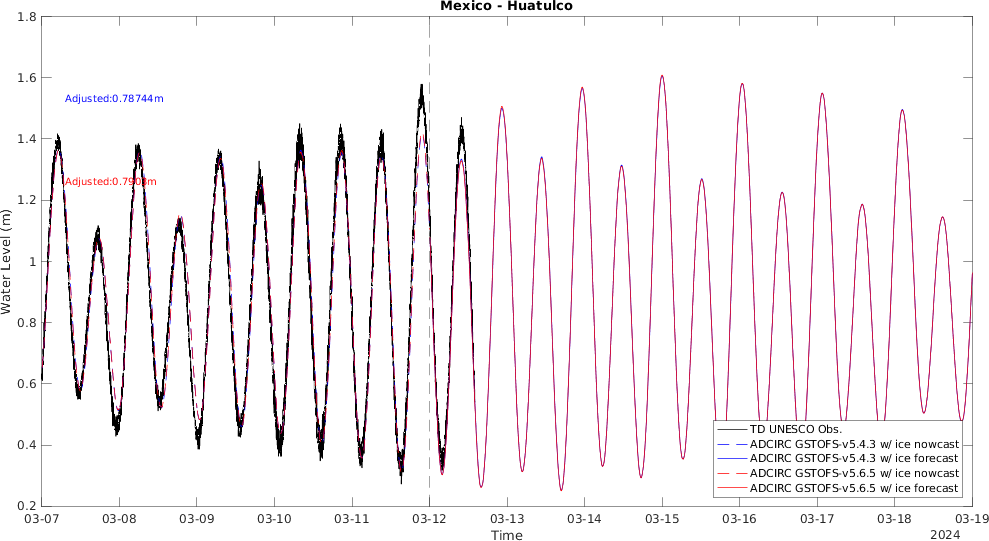 Mexico - Huatulco
1.8
1.6
1.4
1.2
1
0.8
0.6
0.4
0.2
Water Level (m)
Adjusted:0.78744m
TD UNESCO Obs.
ADCIRC GSTOFS-v5.4.3 w/ ice nowcast
ADCIRC GSTOFS-v5.4.3 w/ ice forecast
ADCIRC GSTOFS-v5.6.5 w/ ice nowcast
ADCIRC GSTOFS-v5.6.5 w/ ice forecast
03-07 03-08 03-09 03-10 03-11 03-12 03-13 03-14 03-15 03-16 03-17 03-18 03-19
Time
2024